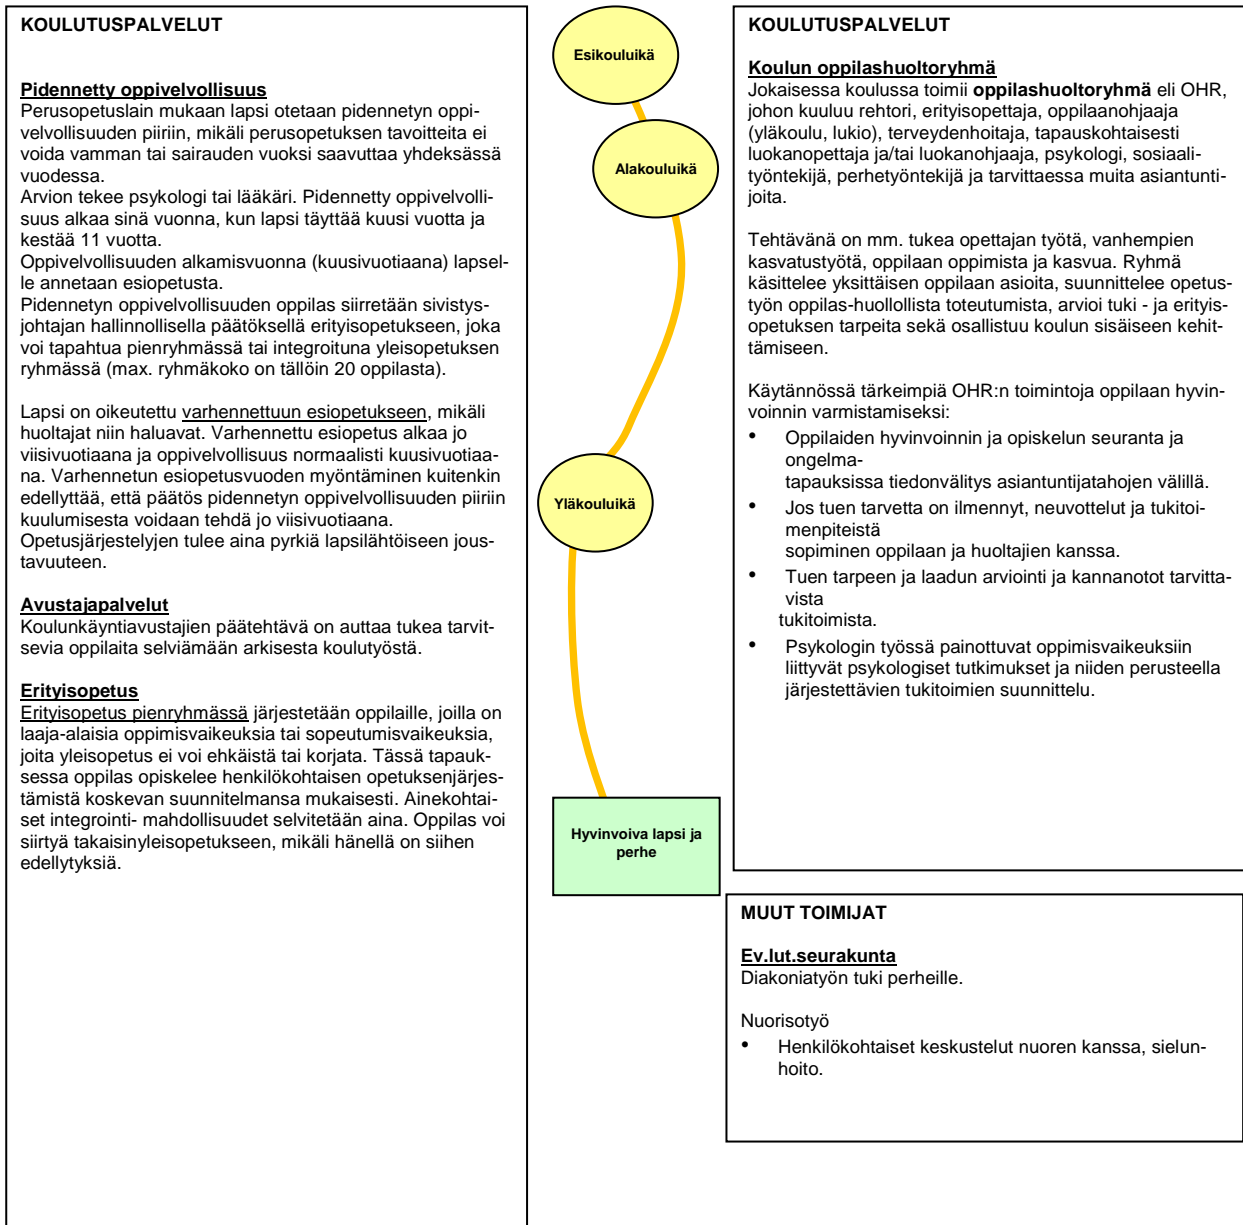 KOULUTUSPALVELUT
Pidennetty oppivelvollisuus
Perusopetuslain mukaan lapsi otetaan pidennetyn oppi-
velvollisuuden piiriin, mikäli perusopetuksen tavoitteita ei
voida vamman tai sairauden vuoksi saavuttaa yhdeksässä
vuodessa.
Arvion tekee psykologi tai lääkäri. Pidennetty oppivelvolli-
suus alkaa sinä vuonna, kun lapsi täyttää kuusi vuotta ja
kestää 11 vuotta.
Oppivelvollisuuden alkamisvuonna (kuusivuotiaana) lapsel-
le annetaan esiopetusta.
Pidennetyn oppivelvollisuuden oppilas siirretään sivistys-
johtajan hallinnollisella päätöksellä erityisopetukseen, joka
voi tapahtua pienryhmässä tai integroituna yleisopetuksen
ryhmässä (max. ryhmäkoko on tällöin 20 oppilasta).
Lapsi on oikeutettu varhennettuun esiopetukseen, mikäli
huoltajat niin haluavat. Varhennettu esiopetus alkaa jo
viisivuotiaana ja oppivelvollisuus normaalisti kuusivuotiaa-
na. Varhennetun esiopetusvuoden myöntäminen kuitenkin
edellyttää, että päätös pidennetyn oppivelvollisuuden piiriin
kuulumisesta voidaan tehdä jo viisivuotiaana.
Opetusjärjestelyjen tulee aina pyrkiä lapsilähtöiseen jous-
tavuuteen.
Avustajapalvelut
Koulunkäyntiavustajien päätehtävä on auttaa tukea tarvit-
sevia oppilaita selviämään arkisesta koulutyöstä.
Erityisopetus
Erityisopetus pienryhmässä järjestetään oppilaille, joilla on
laaja-alaisia oppimisvaikeuksia tai sopeutumisvaikeuksia,
joita yleisopetus ei voi ehkäistä tai korjata. Tässä tapauk-
sessa oppilas opiskelee henkilökohtaisen opetuksenjärjes-
tämistä koskevan suunnitelmansa mukaisesti. Ainekohtai-
set integrointi- mahdollisuudet selvitetään aina. Oppilas voi
siirtyä takaisinyleisopetukseen, mikäli hänellä on siihen
edellytyksiä.
Esikouluikä
Alakouluikä
Yläkouluikä
Hyvinvoiva lapsi ja
perhe
KOULUTUSPALVELUT
Koulun oppilashuoltoryhmä
Jokaisessa koulussa toimii oppilashuoltoryhmä eli OHR,
johon kuuluu rehtori, erityisopettaja, oppilaanohjaaja
(yläkoulu, lukio), terveydenhoitaja, tapauskohtaisesti
luokanopettaja ja/tai luokanohjaaja, psykologi, sosiaali-
työntekijä, perhetyöntekijä ja tarvittaessa muita asiantunti-
joita.
Tehtävänä on mm. tukea opettajan työtä, vanhempien
kasvatustyötä, oppilaan oppimista ja kasvua. Ryhmä
käsittelee yksittäisen oppilaan asioita, suunnittelee opetus-
työn oppilas-huollollista toteutumista, arvioi tuki - ja erityis-
opetuksen tarpeita sekä osallistuu koulun sisäiseen kehit-
tämiseen.
Käytännössä tärkeimpiä OHR:n toimintoja oppilaan hyvin-
voinnin varmistamiseksi:
• Oppilaiden hyvinvoinnin ja opiskelun seuranta ja
ongelma-
tapauksissa tiedonvälitys asiantuntijatahojen välillä.
• Jos tuen tarvetta on ilmennyt, neuvottelut ja tukitoi-
menpiteistä
sopiminen oppilaan ja huoltajien kanssa.
• Tuen tarpeen ja laadun arviointi ja kannanotot tarvitta-
vista
tukitoimista.
• Psykologin työssä painottuvat oppimisvaikeuksiin
liittyvät psykologiset tutkimukset ja niiden perusteella
järjestettävien tukitoimien suunnittelu.
MUUT TOIMIJAT
Ev.lut.seurakunta
Diakoniatyön tuki perheille.
Nuorisotyö
• Henkilökohtaiset keskustelut nuoren kanssa, sielun-
hoito.